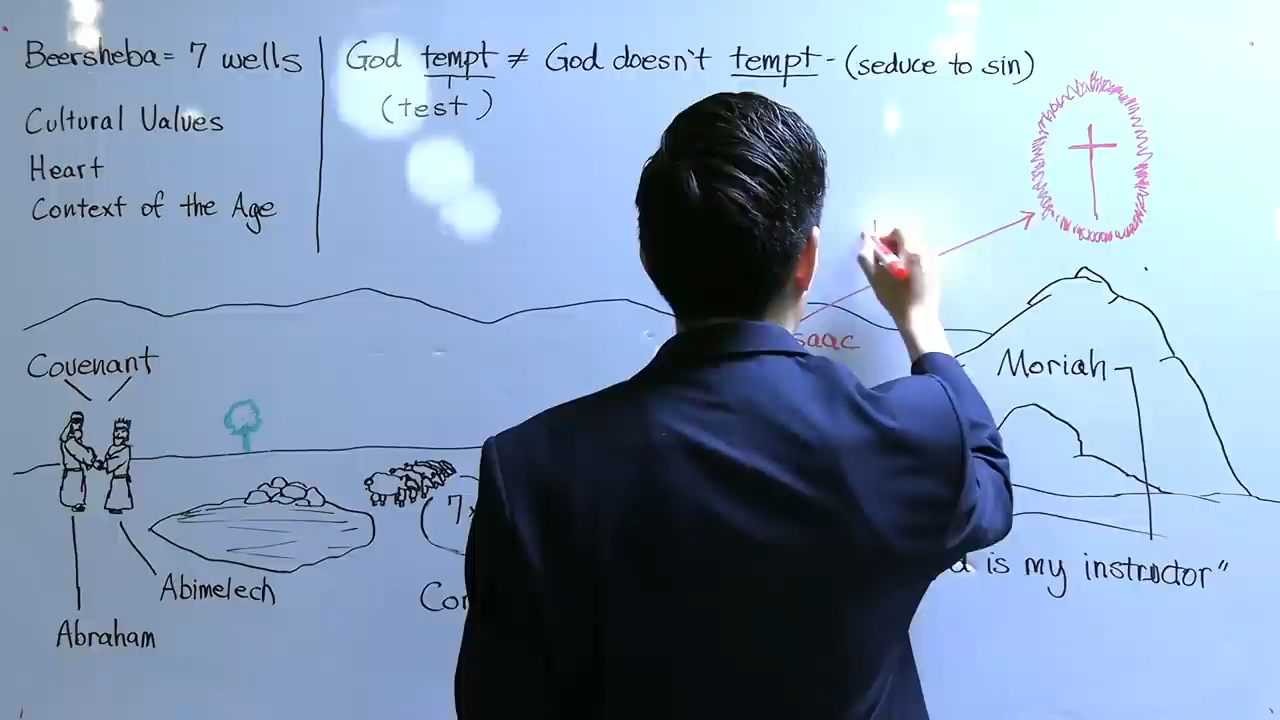 Beersheba = 7 wells
Cultural Values
Heart
Context of the Age
God tempt ≠ God doesn't tempt - (seduce to sin)
(test)
Covenant
Moriah
7
is my instructor"
Abimelech
Abraham